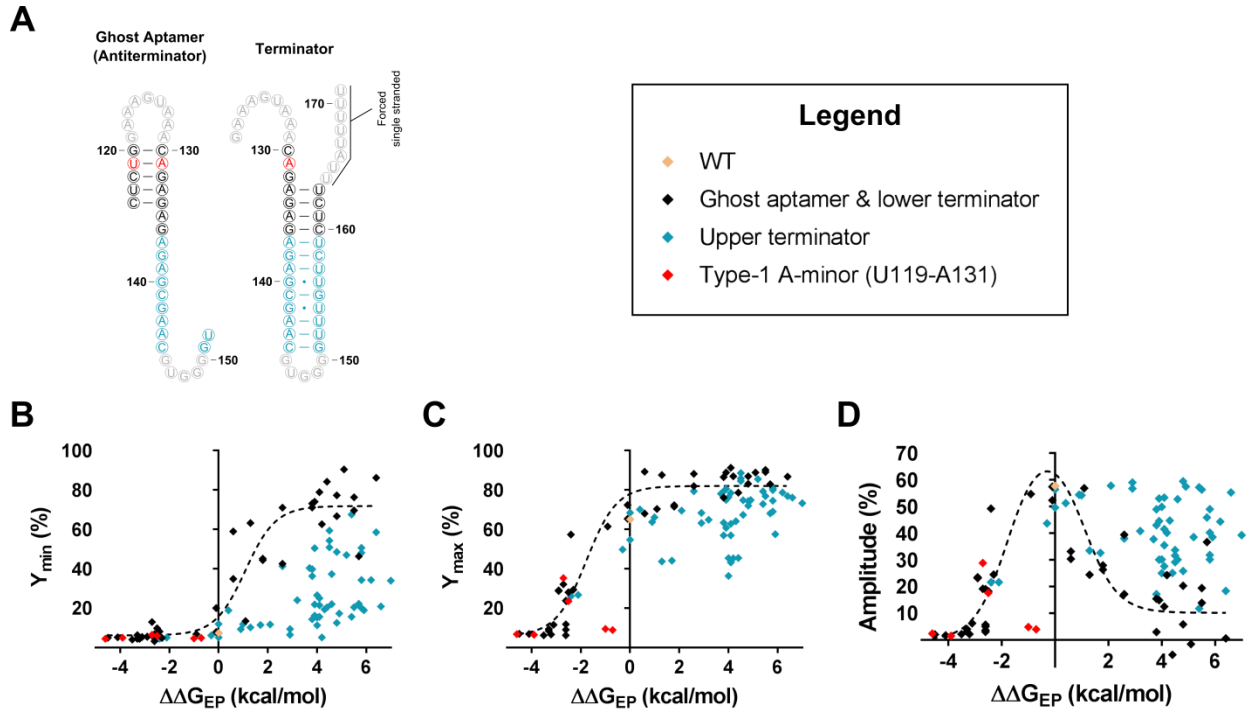 A
Ghost Aptamer
(Antiterminator)
Terminator
170
Forced
single stranded
120
130
130
160
140
140
150
150
Legend
WT
Ghost aptamer & lower terminator
Upper terminator
Type-1 A-minor (U119-A131)
B
Ymin (%)
100
80
60
40
20
-4
-2
0
2
4
6
ΔΔGEP (kcal/mol)
C
Ymax (%)
100
80
60
40
20
-4
-2
0
2
4
6
ΔΔGEP (kcal/mol)
D
Amplitude (%)
70
60
50
40
30
20
10
-4
-2
0
2
4
6
ΔΔGEP (kcal/mol)